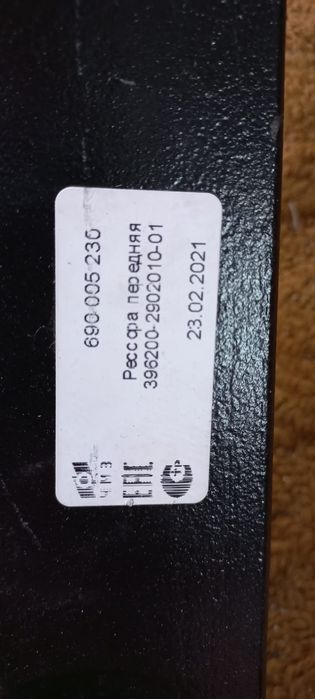 690 005 230
Рессора передняя
396200-2902010-01
23.02.2021
ЧМЗ
ЕАС